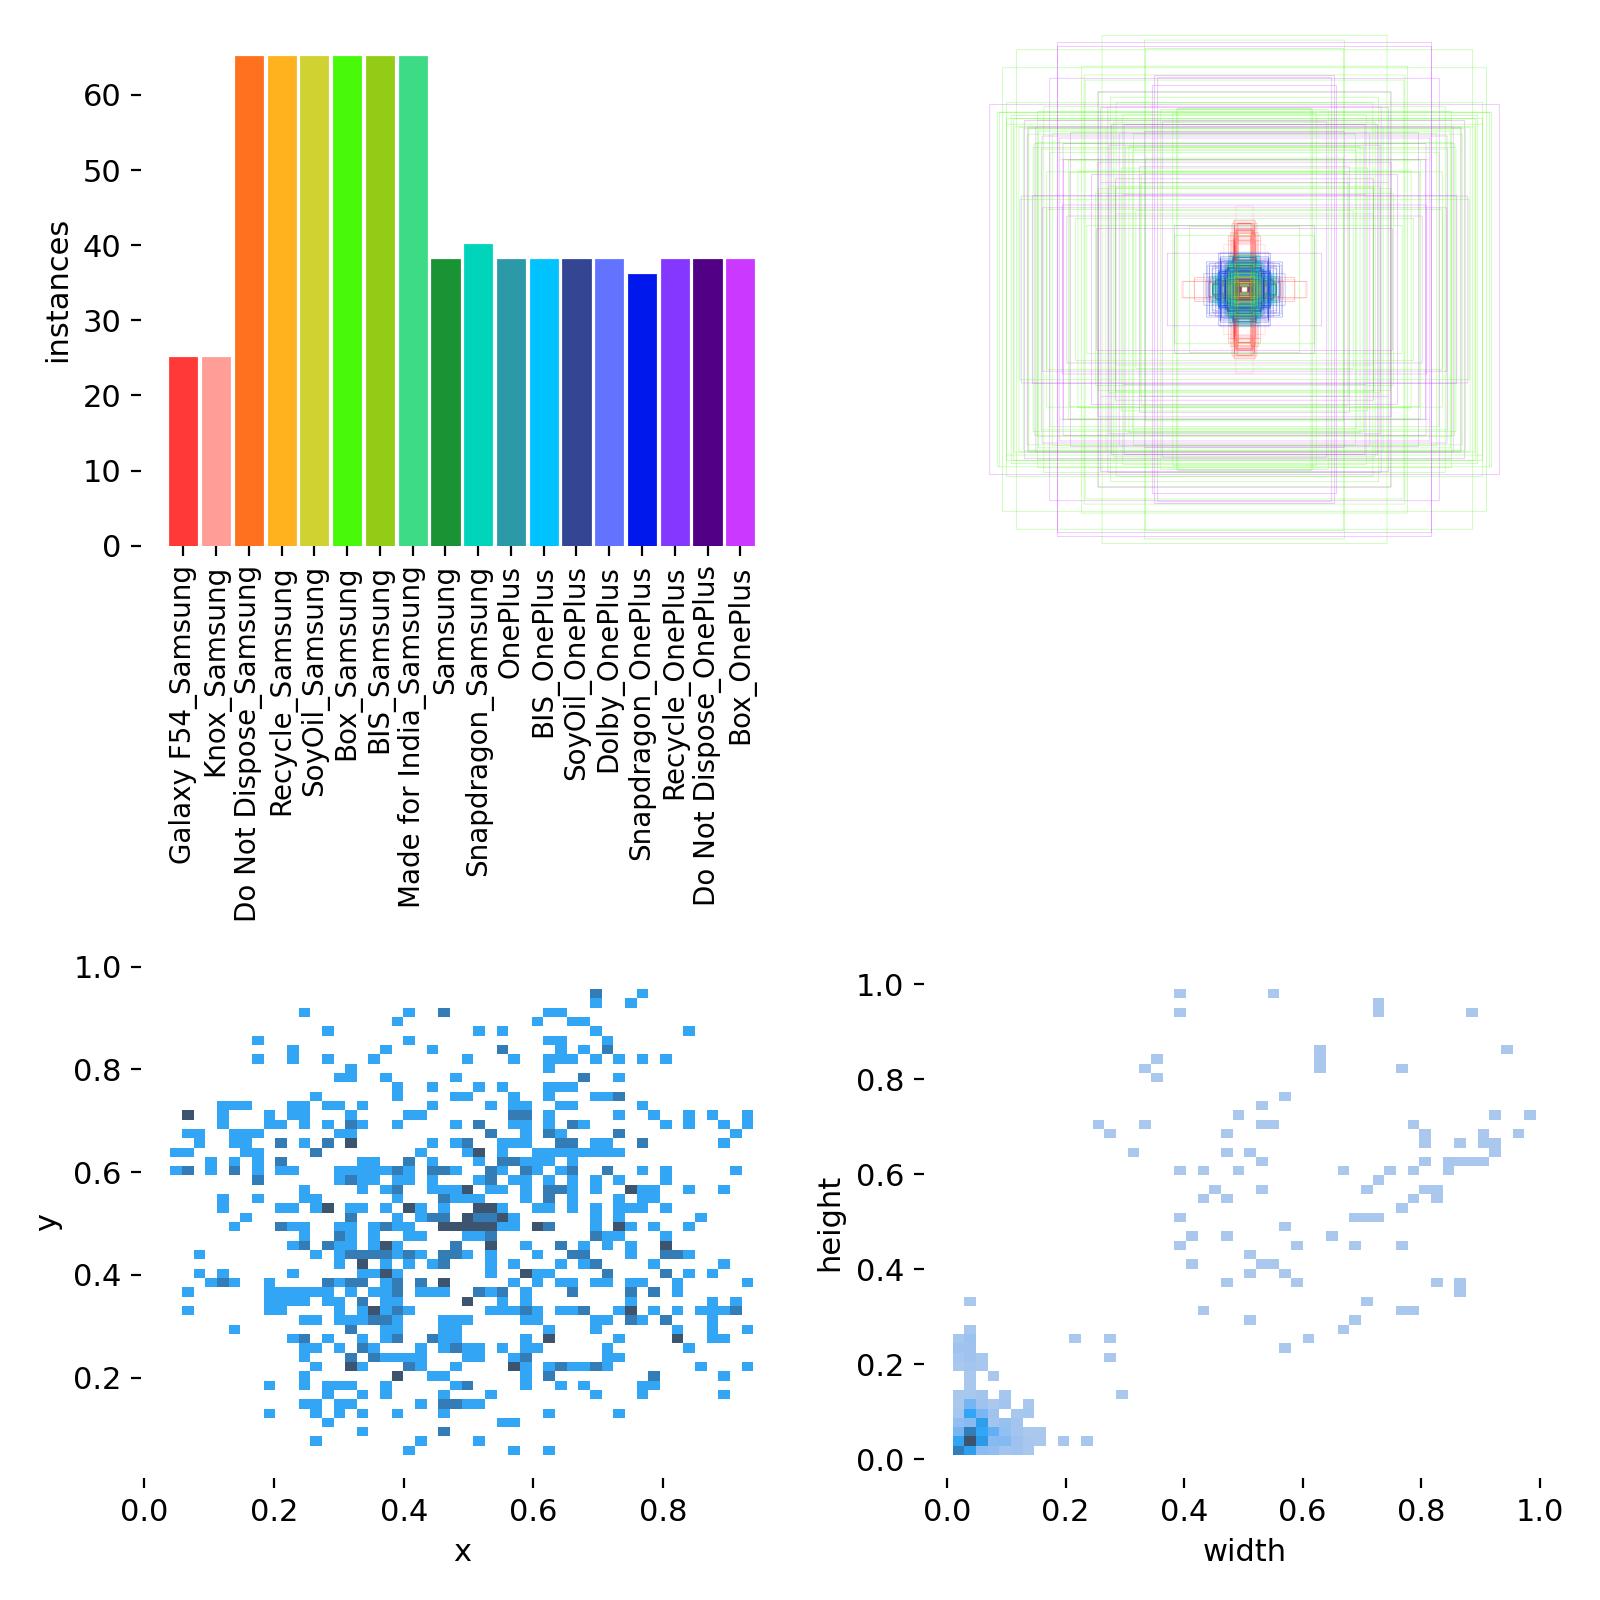 instances
60
50
40
30
20
10
0
Galaxy F54_Samsung
Knox_Samsung
Do Not Dispose_Samsung
Recycle_Samsung
SoyOil_Samsung
Box_Samsung
BIS_Samsung
Made for India_Samsung
Samsung
Snapdragon_Samsung
OnePlus
BIS_OnePlus
SoyOil_OnePlus
Dolby_OnePlus
Snapdragon_OnePlus
Recycle_OnePlus
Do Not Dispose_OnePlus
Box_OnePlus
y
1.0
0.8
0.6
0.4
0.2
0.0 0.2 0.4 0.6 0.8
x
height
1.0
0.8
0.6
0.4
0.2
0.0
0.0 0.2 0.4 0.6 0.8 1.0
width